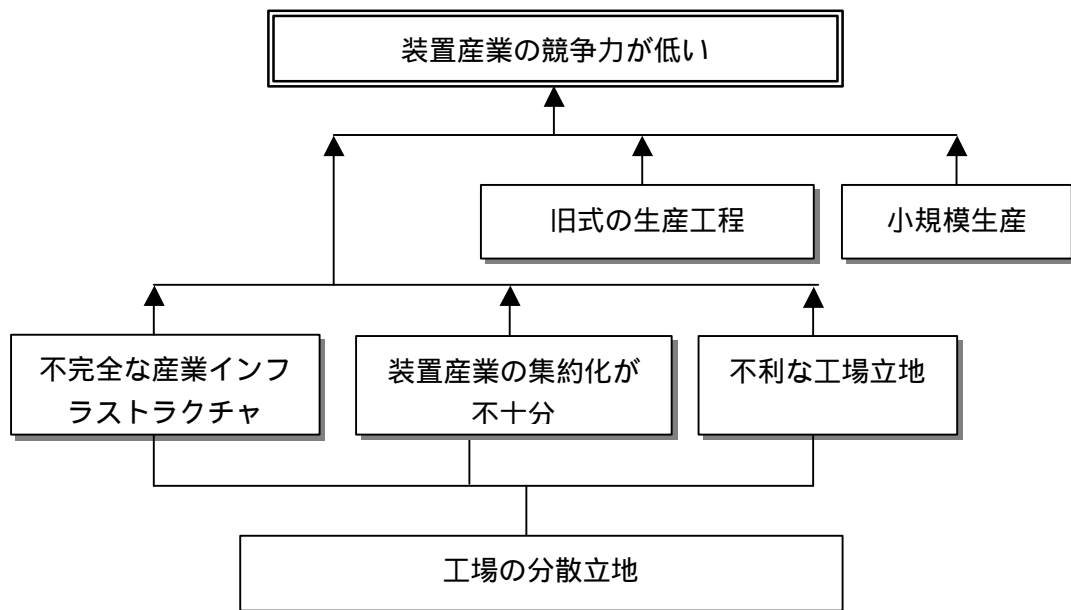 装置産業の競争力が低い
旧式の生産工程
小規模生産
不完全な産業インフ
ラストラクチャ
装置産業の集約化が
不十分
不利な工場立地
工場の分散立地